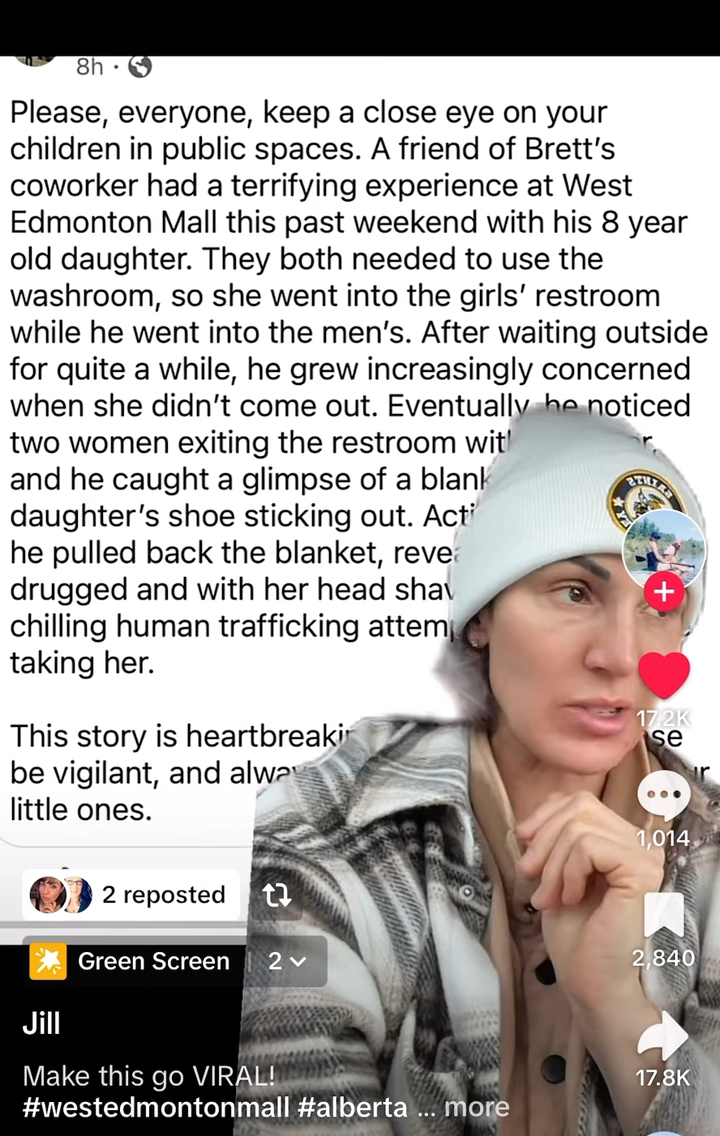 8h ·
Please, everyone, keep a close eye on your
children in public spaces. A friend of Brett's
coworker had a terrifying experience at West
Edmonton Mall this past weekend with his 8 year
old daughter. They both needed to use the
washroom, so she went into the girls' restroom
while he went into the men's. After waiting outside
for quite a while, he grew increasingly concerned
when she didn't come out. Eventually, he noticed
two women exiting the restroom
and he caught a glimpse of a
daughter's shoe sticking out.
he pulled back the blanket,
drugged and with her head
chilling human trafficking
taking her.
This story is
be vigilant, and
little ones.
17.2K
1,014
2 reposted
Green Screen
2
2,840
Jill
Make this go VIRAL!
#westedmontonmall #alberta ... more
17.8K